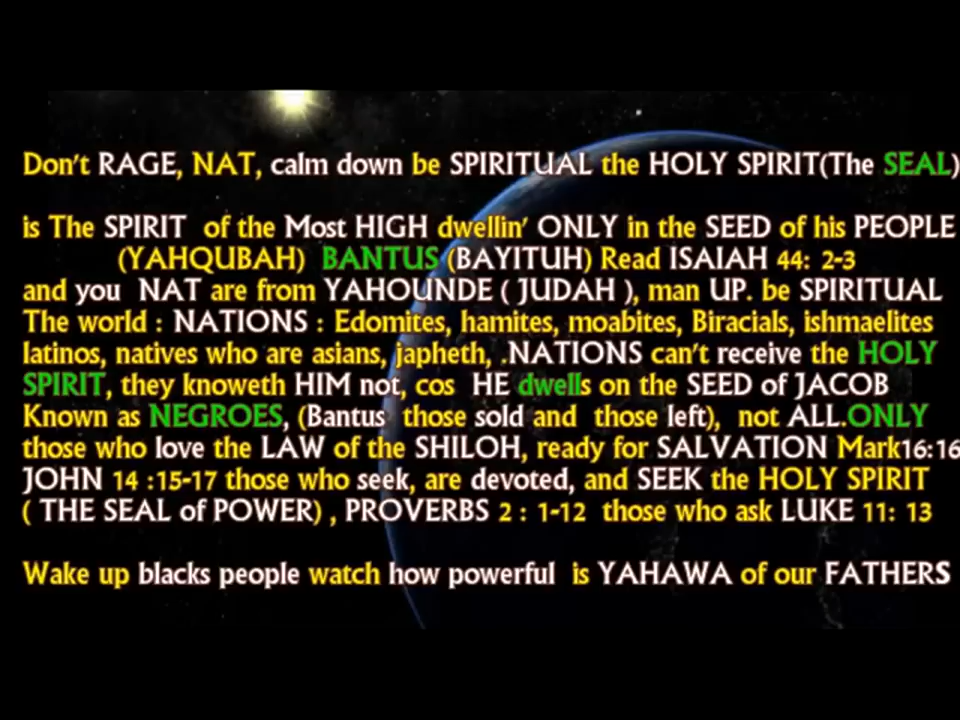 Don't RAGE, NAT, calm down be SPIRITUAL the HOLY SPIRIT(The SEAL)
is The SPIRIT of the Most HIGH dwellin' ONLY in the SEED of his PEOPLE
(YAHQUBAH) BANTUS (BAYITUH) Read ISAIAH 44: 2-3
and you NAT are from YAHOUNDE ( JUDAH ), man UP. be SPIRITUAL
The world : NATIONS : Edomites, hamites, moabites, Biracials, ishmaelites
latinos, natives who are asians, japheth, .NATIONS can't receive the HOLY
SPIRIT, they knoweth HIM not, cos HE dwells on the SEED of JACOB
Known as NEGROES, (Bantus those sold and those left), not ALL.ONLY
those who love the LAW of the SHILOH, ready for SALVATION Mark16:16
JOHN 14 :15-17 those who seek, are devoted, and SEEK the HOLY SPIRIT
( THE SEAL of POWER) , PROVERBS 2 : 1-12 those who ask LUKE 11: 13
Wake up blacks people watch how powerful is YAHAWA of our FATHERS